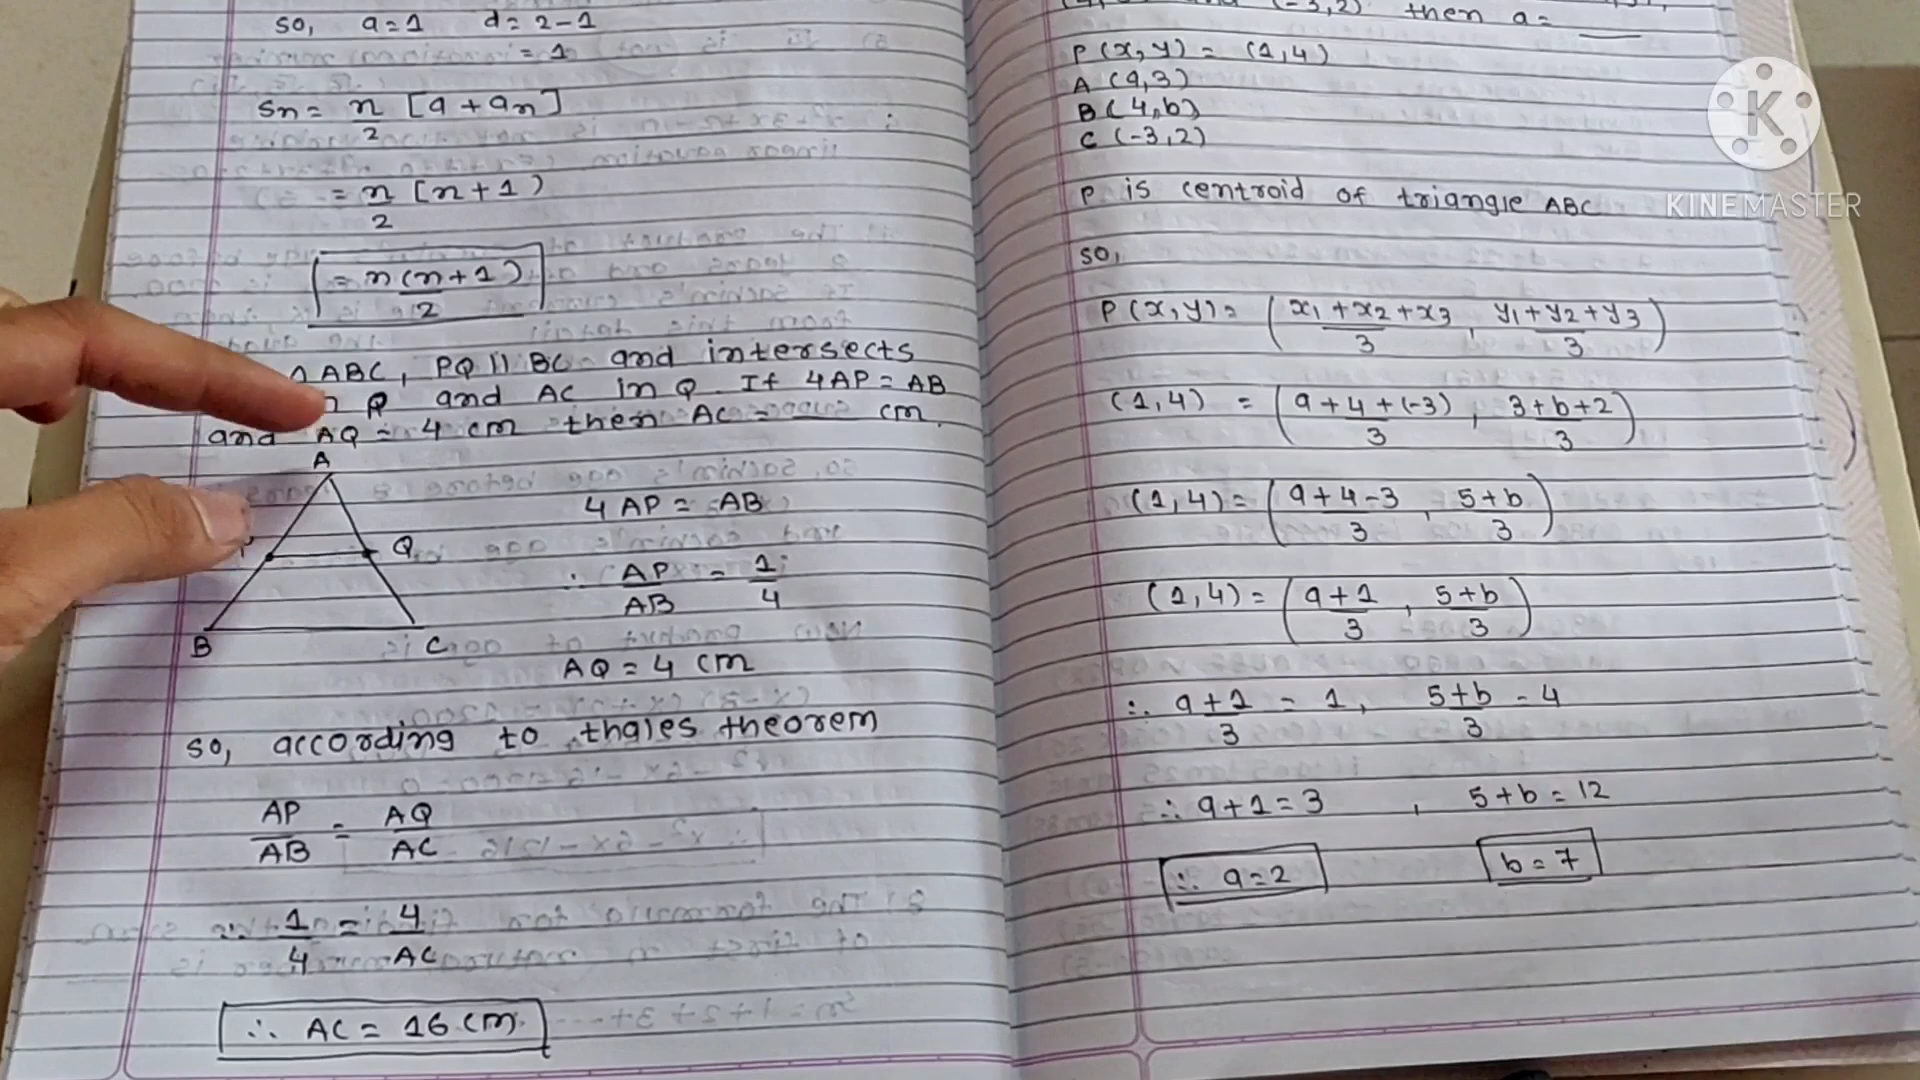 so, a=1 d=2-1
=1
Sn= n/2 [a+an]
= n/2 [n+1)
= n(n+1)/2
ABC, PQ || BC and intersects
P and AC in Q. If 4AP=AB
and AQ=4 cm then AC= ___ cm.
A
4 AP = AB
Q
∴ AP/AB = 1/4
B C
AQ = 4 cm
so, according to thales theorem
AP/AB = AQ/AC
1/4 = 4/AC
∴ AC = 16 cm.
(-3,2) then a= ___
P(x,y) = (1,4)
A (a,3)
B (4,b)
C (-3,2)
P is centroid of triangle ABC
so,
P(x,y)= (x1+x2+x3/3, y1+y2+y3/3)
(1,4) = (a+4+(-3)/3, 3+b+2/3)
(1,4)= (a+4-3/3, 5+b/3)
(1,4)= (a+1/3, 5+b/3)
∴ a+1/3 = 1, 5+b/3 = 4
∴ a+1=3 , 5+b=12
∴ a=2 b=7
K
KINEMASTER